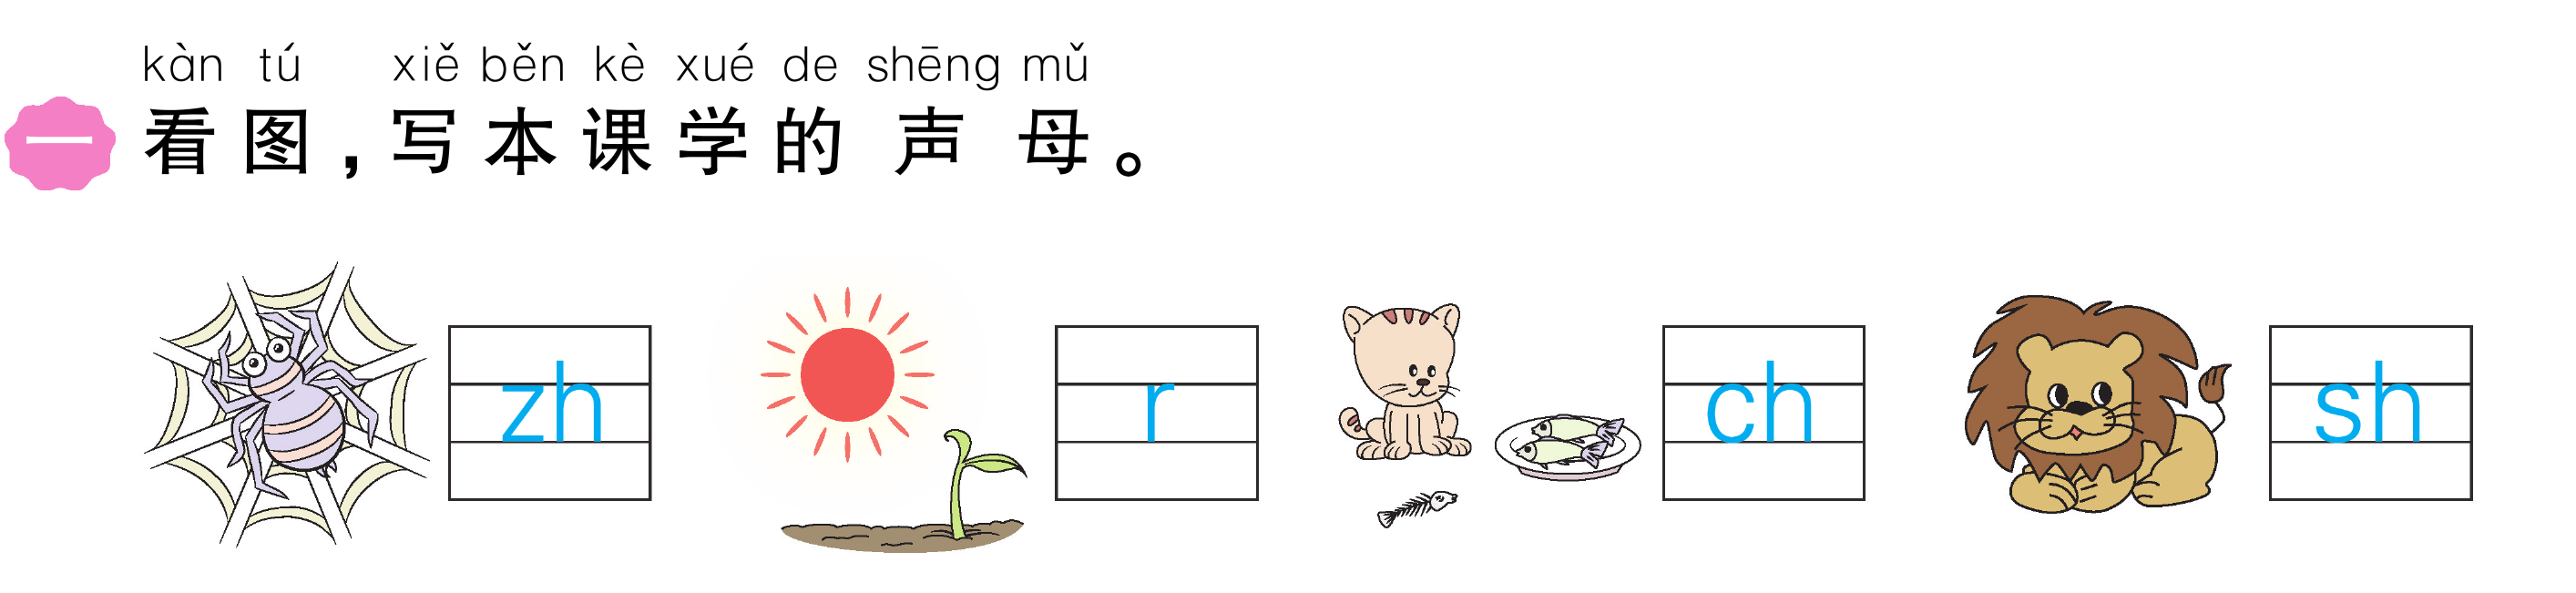 kàn tú xiě běn kè xué de shēng mǔ
一 看图，写本课学的声母。
zh r ch sh